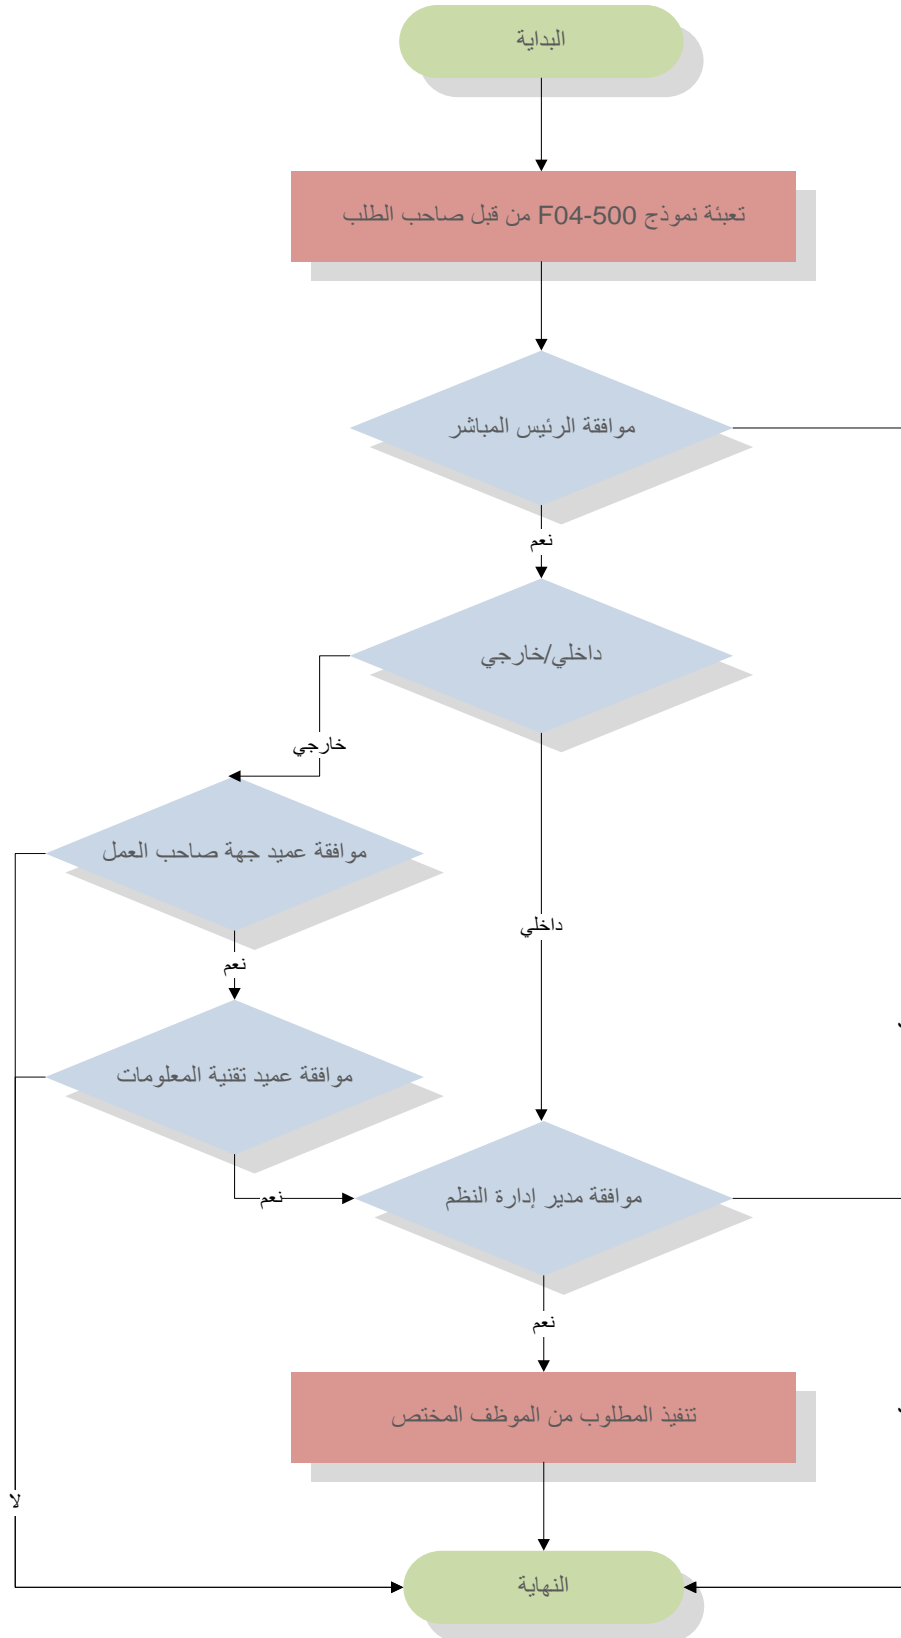 البداية
تعبئة نموذج F04-500 من قبل صاحب الطلب
موافقة الرئيس المباشر
نعم
داخلي/خارجي
خارجي
موافقة عميد جهة صاحب العمل
داخلي
نعم
موافقة عميد تقنية المعلومات
موافقة مدير إدارة النظم
نعم
نعم
تنفيذ المطلوب من الموظف المختص
لا
النهاية